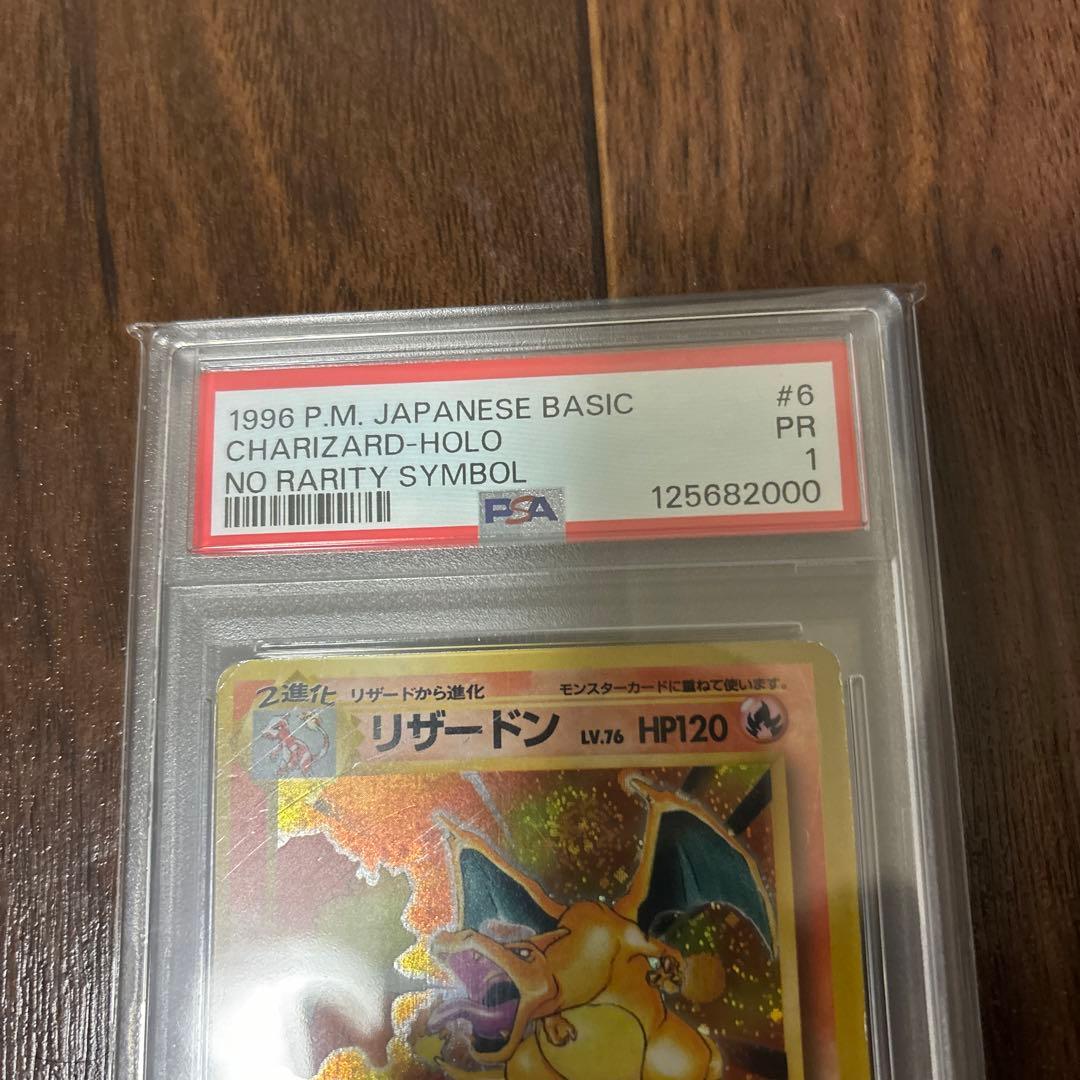 1996 P.M. JAPANESE BASIC #6
CHARIZARD-HOLO PR
NO RARITY SYMBOL 1
PSA 125682000
2進化 リザードから進化 モンスターカードに重ねて使います。
リザードン LV.76 HP120